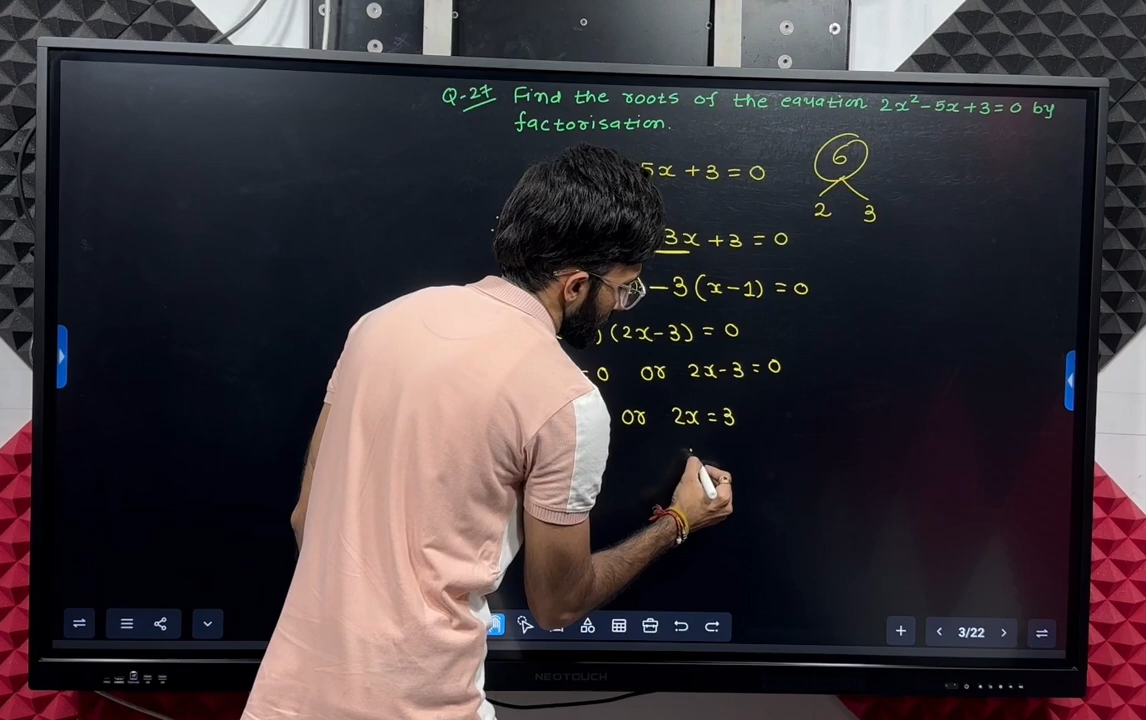 Q-27 Find the roots of the equation 2x²-5x+3=0 by
factorisation.
5x+3=0
6
2 3
3x+3=0
-3(x-1)=0
)(2x-3)=0
=0 or 2x-3=0
or 2x=3
3/22
NEOTOUCH